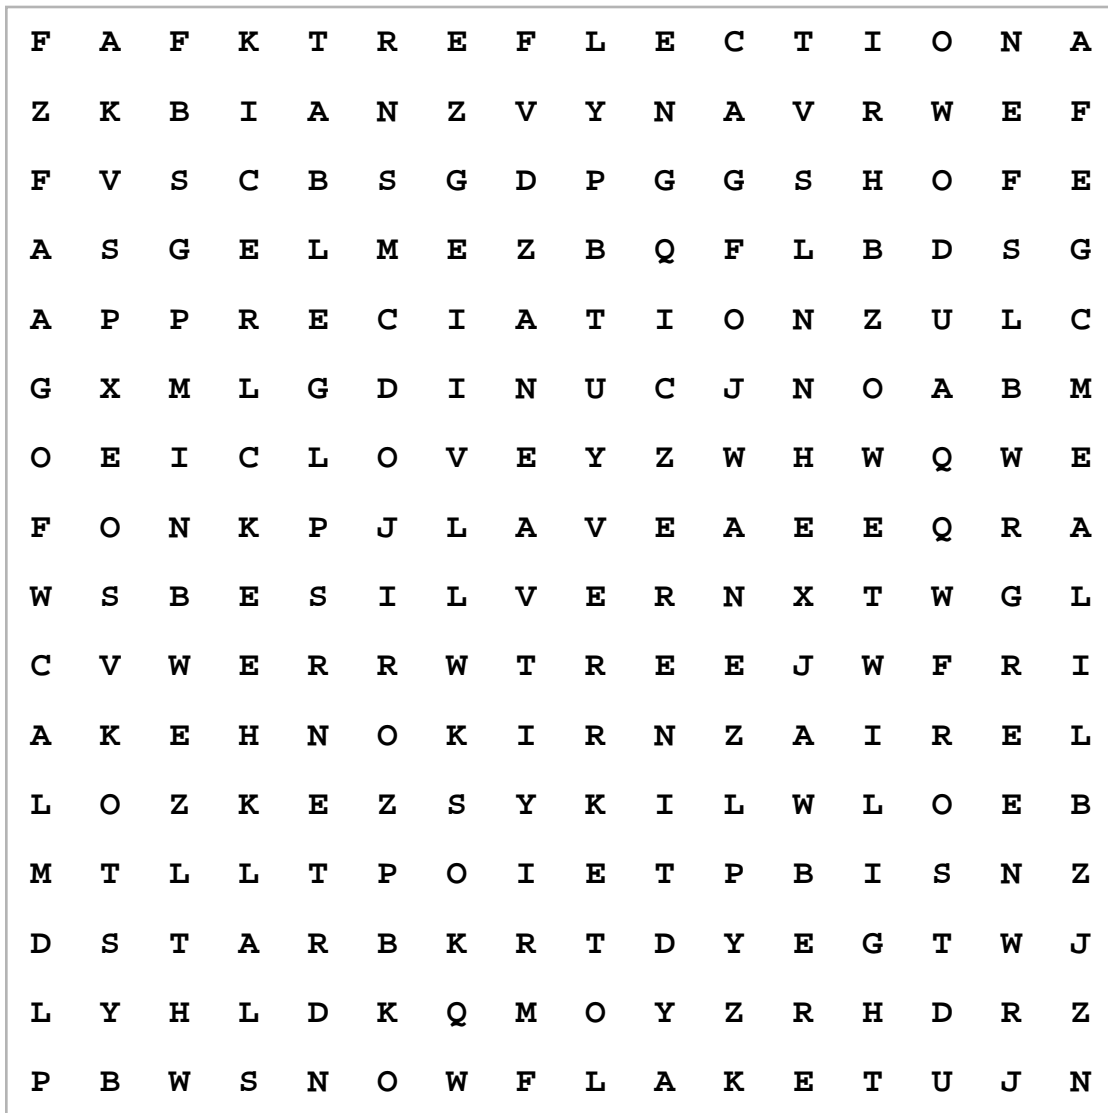 F A F K T R E F L E C T I O N A
Z K B I A N Z V Y N A V R W E F
F V S C B S G D P G G S H O F E
A S G E L M E Z B Q F L B D S G
A P P R E C I A T I O N Z U L C
G X M L G D I N U C J N O A B M
O E I C L O V E Y Z W H W Q W E
F O N K P J L A V E A E E Q R A
W S B E S I L V E R N X T W G L
C V W E R R W T R E E J W F R I
A K E H N O K I R N Z A I R E L
L O Z K E Z S Y K I L W L O E B
M T L L T P O I E T P B I S N Z
D S T A R B K R T D Y E G T W J
L Y H L D K Q M O Y Z R H D R Z
P B W S N O W F L A K E T U J N